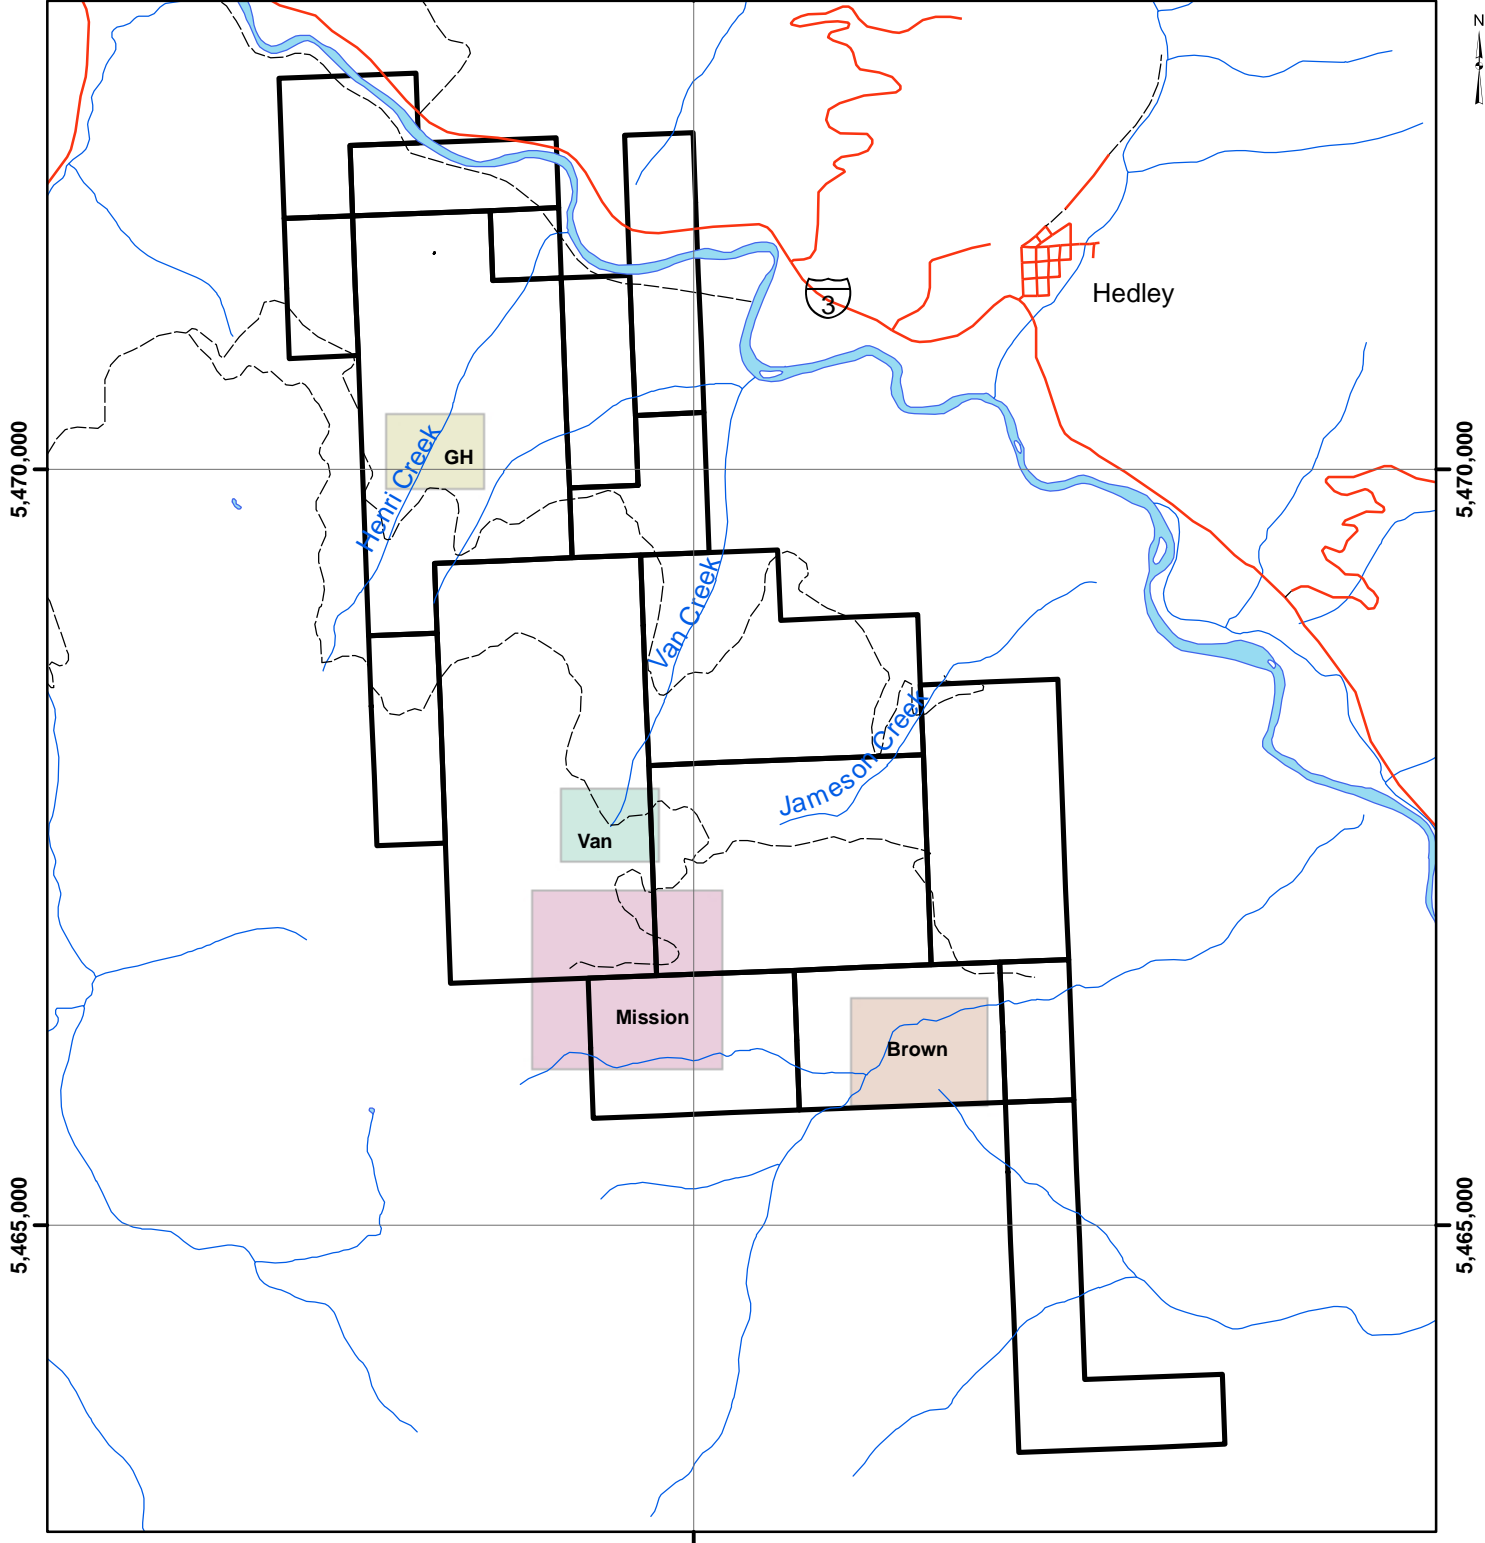 N
3
Hedley
5,470,000
5,470,000
Henri Creek
GH
Van Creek
Jameson Creek
Van
Mission
Brown
5,465,000
5,465,000